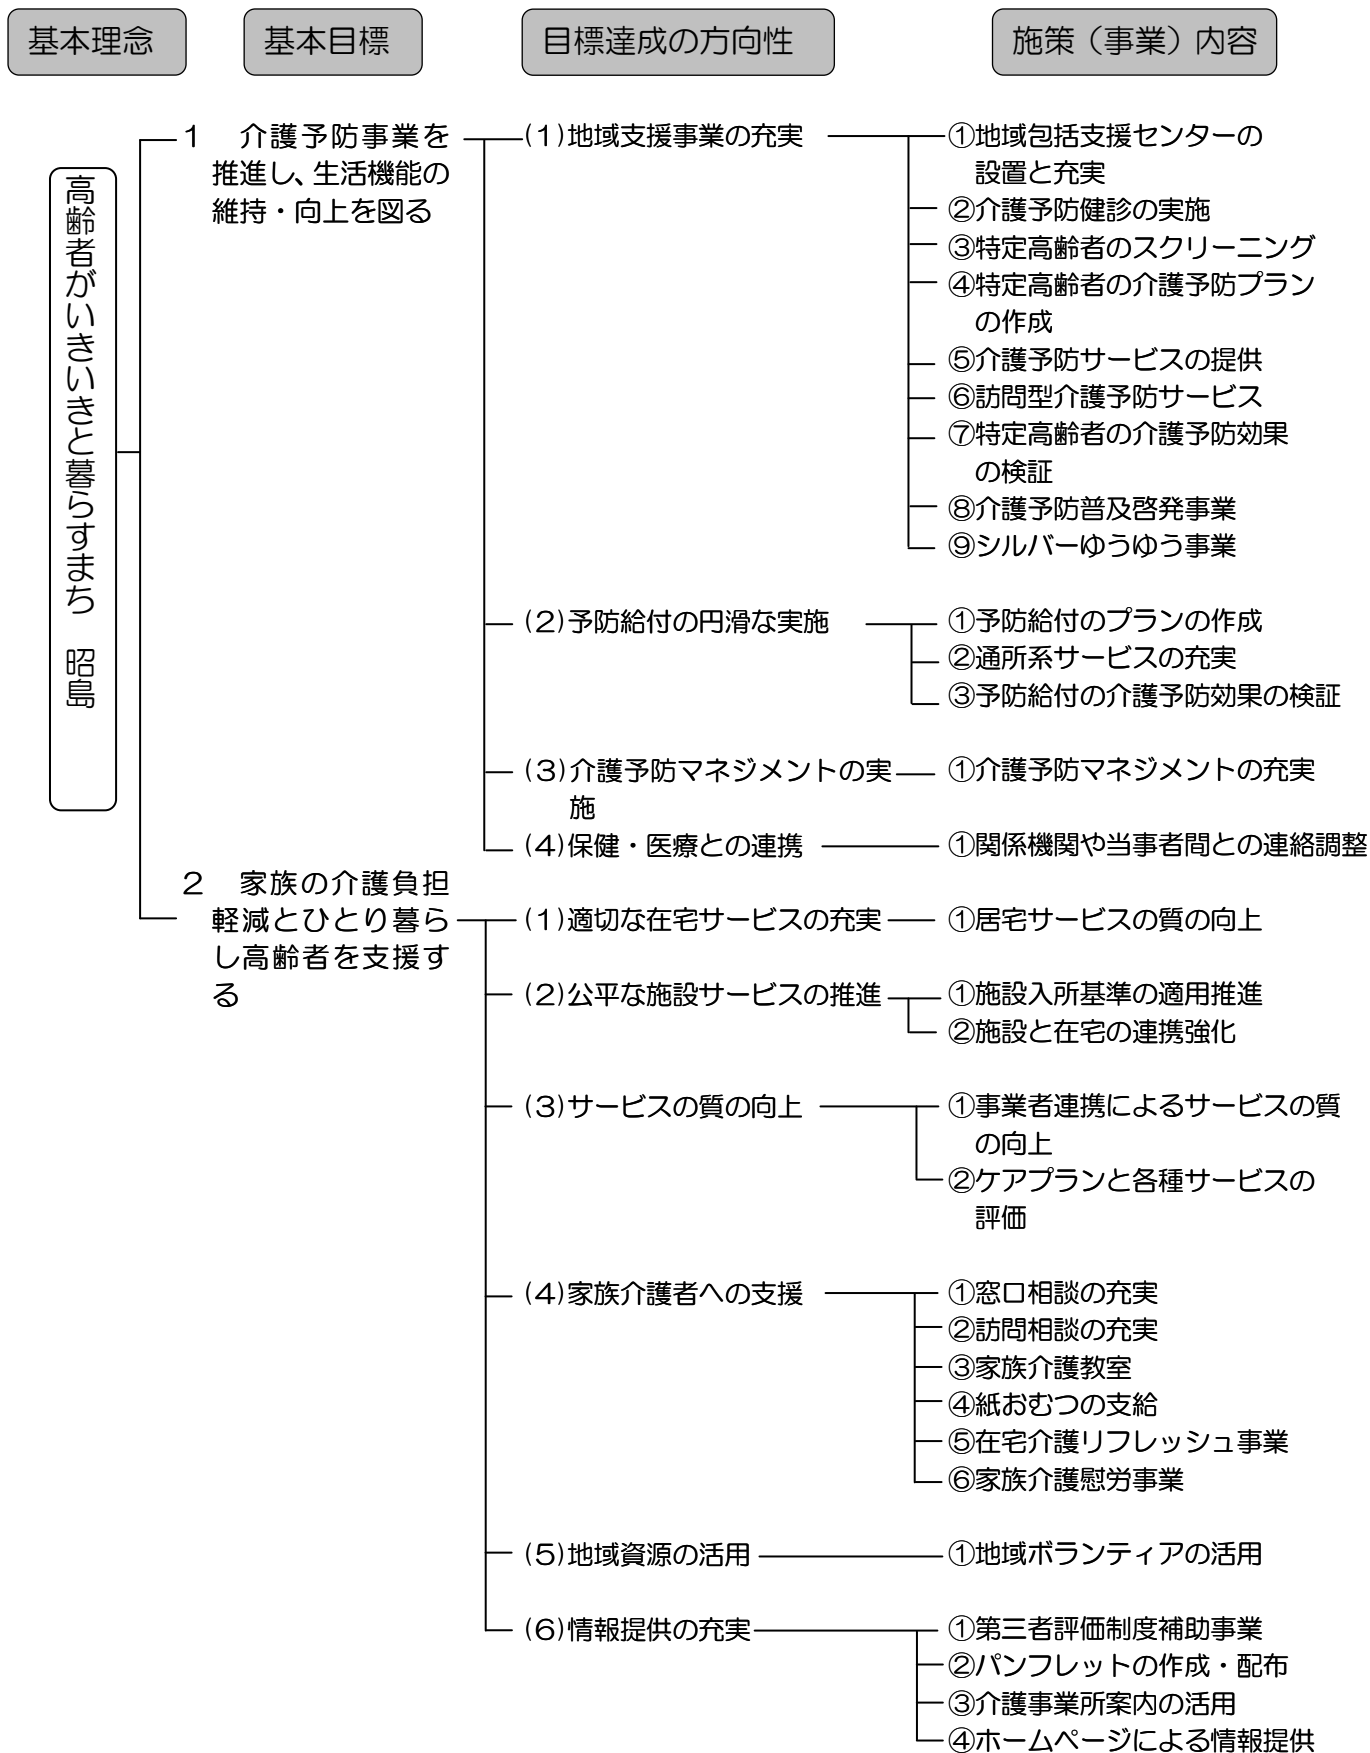 基本理念
基本目標
目標達成の方向性
施策（事業）内容
高齢者がいきいきと暮らすまち　昭島
１　介護予防事業を
推進し、生活機能の
維持・向上を図る
(1)地域支援事業の充実
①地域包括支援センターの
設置と充実
②介護予防健診の実施
③特定高齢者のスクリーニング
④特定高齢者の介護予防プラン
の作成
⑤介護予防サービスの提供
⑥訪問型介護予防サービス
⑦特定高齢者の介護予防効果
の検証
⑧介護予防普及啓発事業
⑨シルバーゆうゆう事業
(2)予防給付の円滑な実施
①予防給付のプランの作成
②通所系サービスの充実
③予防給付の介護予防効果の検証
(3)介護予防マネジメントの実
施
①介護予防マネジメントの充実
(4)保健・医療との連携
①関係機関や当事者間との連絡調整
２　家族の介護負担
軽減とひとり暮ら
し高齢者を支援す
る
(1)適切な在宅サービスの充実
①居宅サービスの質の向上
(2)公平な施設サービスの推進
①施設入所基準の適用推進
②施設と在宅の連携強化
(3)サービスの質の向上
①事業者連携によるサービスの質
の向上
②ケアプランと各種サービスの
評価
(4)家族介護者への支援
①窓口相談の充実
②訪問相談の充実
③家族介護教室
④紙おむつの支給
⑤在宅介護リフレッシュ事業
⑥家族介護慰労事業
(5)地域資源の活用
①地域ボランティアの活用
(6)情報提供の充実
①第三者評価制度補助事業
②パンフレットの作成・配布
③介護事業所案内の活用
④ホームページによる情報提供